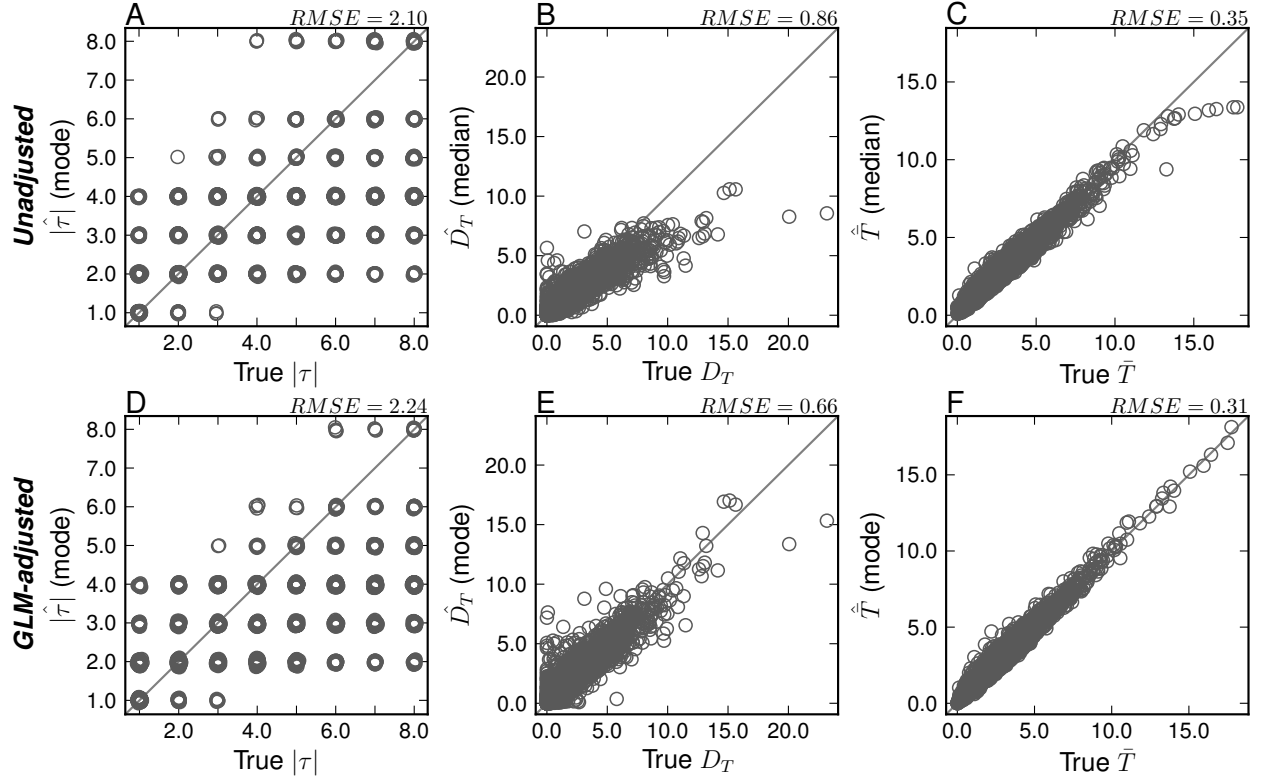 A
RMSE = 2.10
B
RMSE = 0.86
C
RMSE = 0.35
Unadjusted
|τ̂| (mode)
8.0
7.0
6.0
5.0
4.0
3.0
2.0
1.0
2.0 4.0 6.0 8.0
True |τ|
D̂_T (median)
20.0
15.0
10.0
5.0
0.0
0.0 5.0 10.0 15.0 20.0
True D_T
T̄̂ (median)
15.0
10.0
5.0
0.0
0.0 5.0 10.0 15.0
True T̄
D
RMSE = 2.24
E
RMSE = 0.66
F
RMSE = 0.31
GLM-adjusted
|τ̂| (mode)
8.0
7.0
6.0
5.0
4.0
3.0
2.0
1.0
2.0 4.0 6.0 8.0
True |τ|
D̂_T (mode)
20.0
15.0
10.0
5.0
0.0
0.0 5.0 10.0 15.0 20.0
True D_T
T̄̂ (mode)
15.0
10.0
5.0
0.0
0.0 5.0 10.0 15.0
True T̄